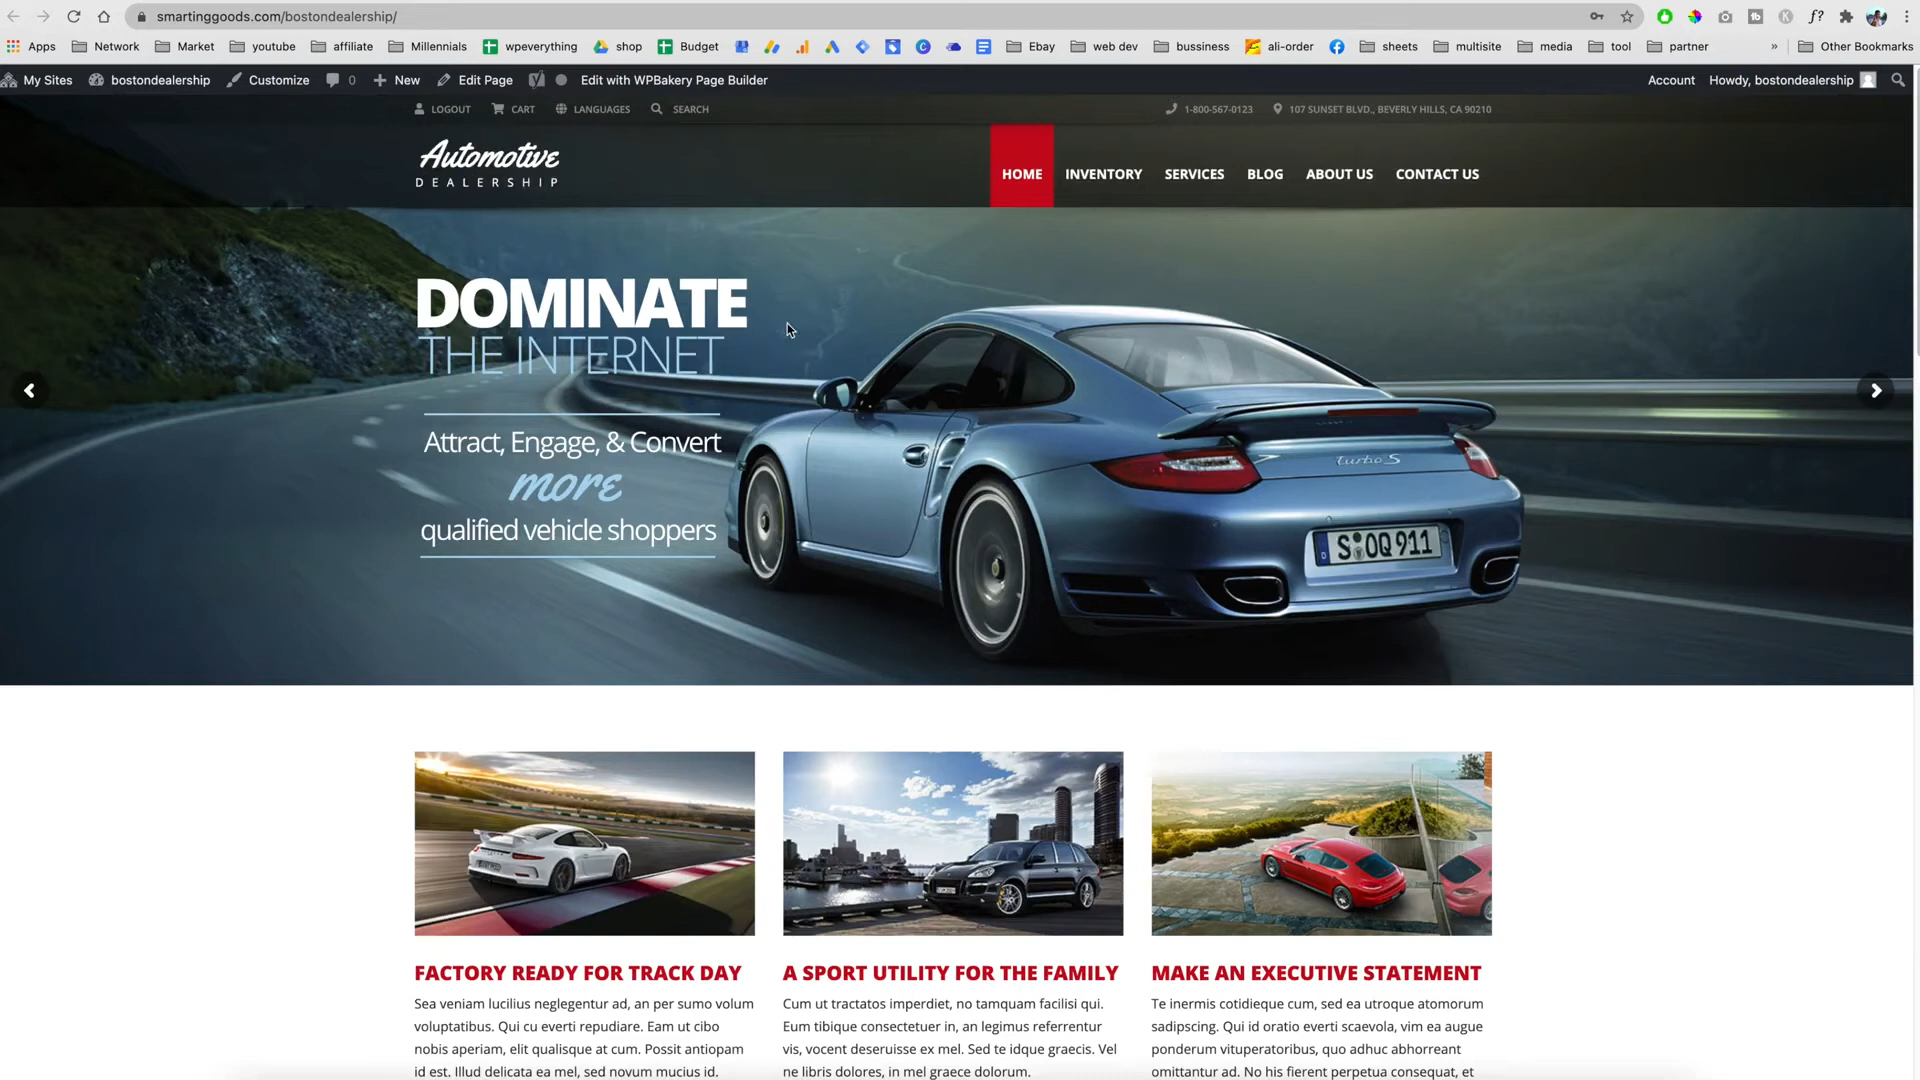 smartinggoods.com/bostondealership/
Apps Network Market youtube affiliate Millennials wpeverything shop Budget Ebay web dev bussiness ali-order sheets multisite media tool partner » Other Bookmarks
My Sites bostondealership Customize 0 New Edit Page Edit with WPBakery Page Builder Account Howdy, bostondealership
LOGOUT CART LANGUAGES SEARCH 1-800-567-0123 107 SUNSET BLVD., BEVERLY HILLS, CA 90210
Automotive
DEALERSHIP
HOME INVENTORY SERVICES BLOG ABOUT US CONTACT US
DOMINATE
THE INTERNET
Attract, Engage, & Convert
more
qualified vehicle shoppers
turbo S
S OQ 911
FACTORY READY FOR TRACK DAY
Sea veniam lucilius neglegentur ad, an per sumo volum
voluptatibus. Qui cu everti repudiare. Eam ut cibo
nobis aperiam, elit qualisque at cum. Possit antiopam
id est. Illud delicata ea mel, sed novum mucius id.
A SPORT UTILITY FOR THE FAMILY
Cum ut tractatos imperdiet, no tamquam facilisi qui.
Eum tibique consectetuer in, an legimus referrentur
vis, vocent deseruisse ex mel. Sed te idque graecis. Vel
ne libris dolores, in mel graece dolorum.
MAKE AN EXECUTIVE STATEMENT
Te inermis cotidieque cum, sed ea utroque atomorum
sadipscing. Qui id oratio everti scaevola, vim ea augue
ponderum vituperatoribus, quo adhuc abhorreant
omittantur ad. No his fierent perpetua consequat, et